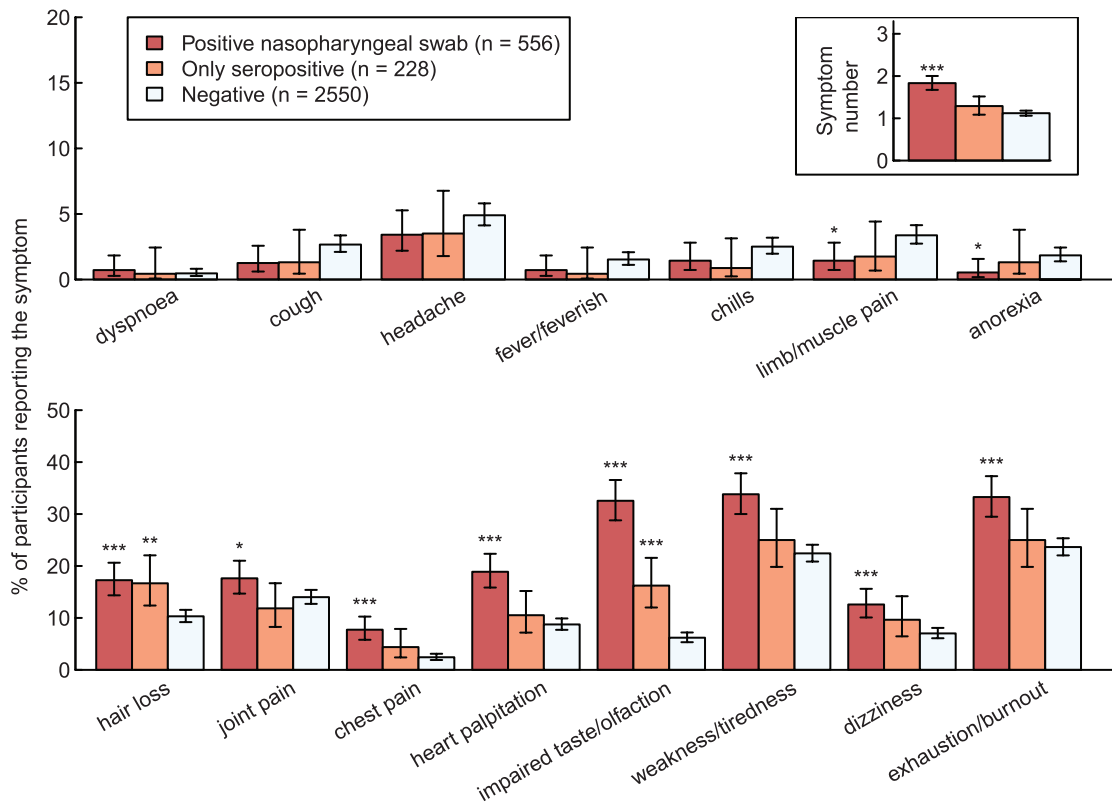 20
15
10
5
0
Positive nasopharyngeal swab (n = 556)
Only seropositive (n = 228)
Negative (n = 2550)
Symptom
number
3
2
1
0
***
*
*
dyspnoea
cough
headache
fever/feverish
chills
limb/muscle pain
anorexia
% of participants reporting the symptom
50
40
30
20
10
0
***
**
*
***
***
***
***
***
***
***
hair loss
joint pain
chest pain
heart palpitation
impaired taste/olfaction
weakness/tiredness
dizziness
exhaustion/burnout